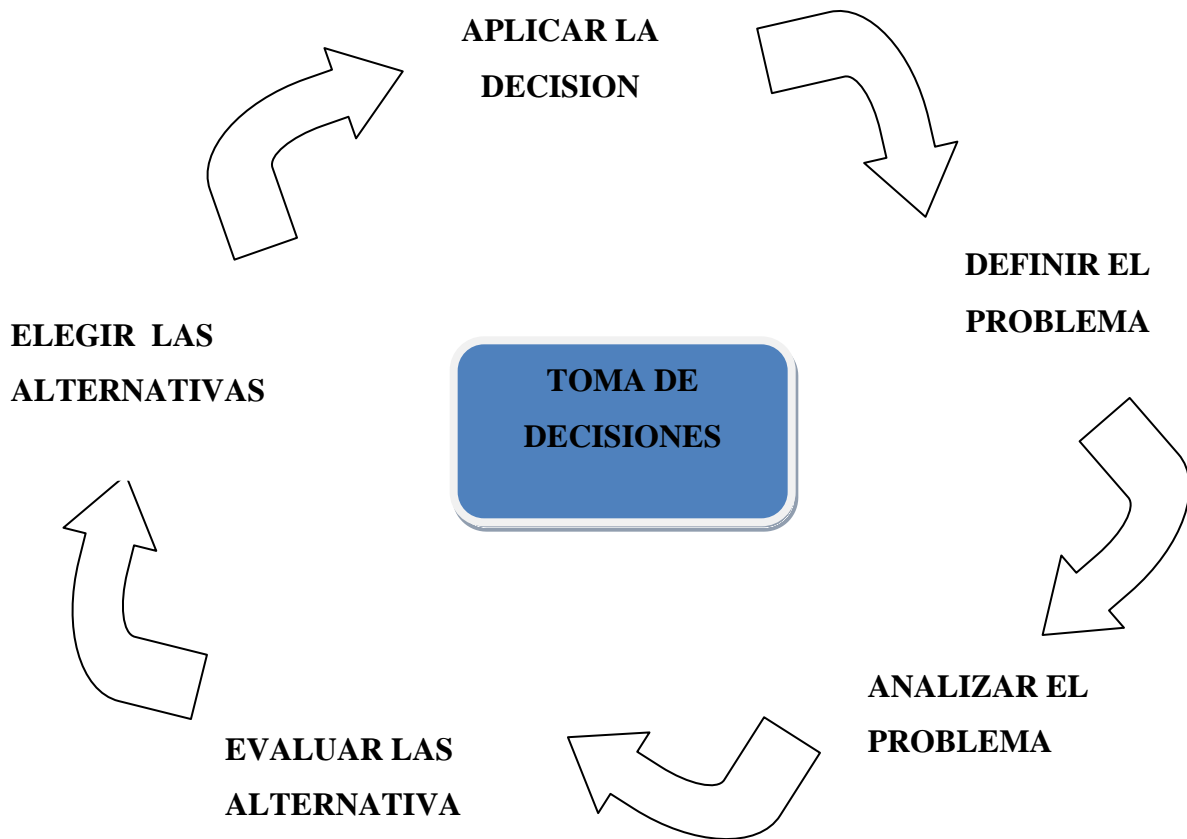 APLICAR LA
DECISION
DEFINIR EL
PROBLEMA
ELEGIR  LAS
ALTERNATIVAS
TOMA DE
DECISIONES
ANALIZAR EL
PROBLEMA
EVALUAR LAS
ALTERNATIVA